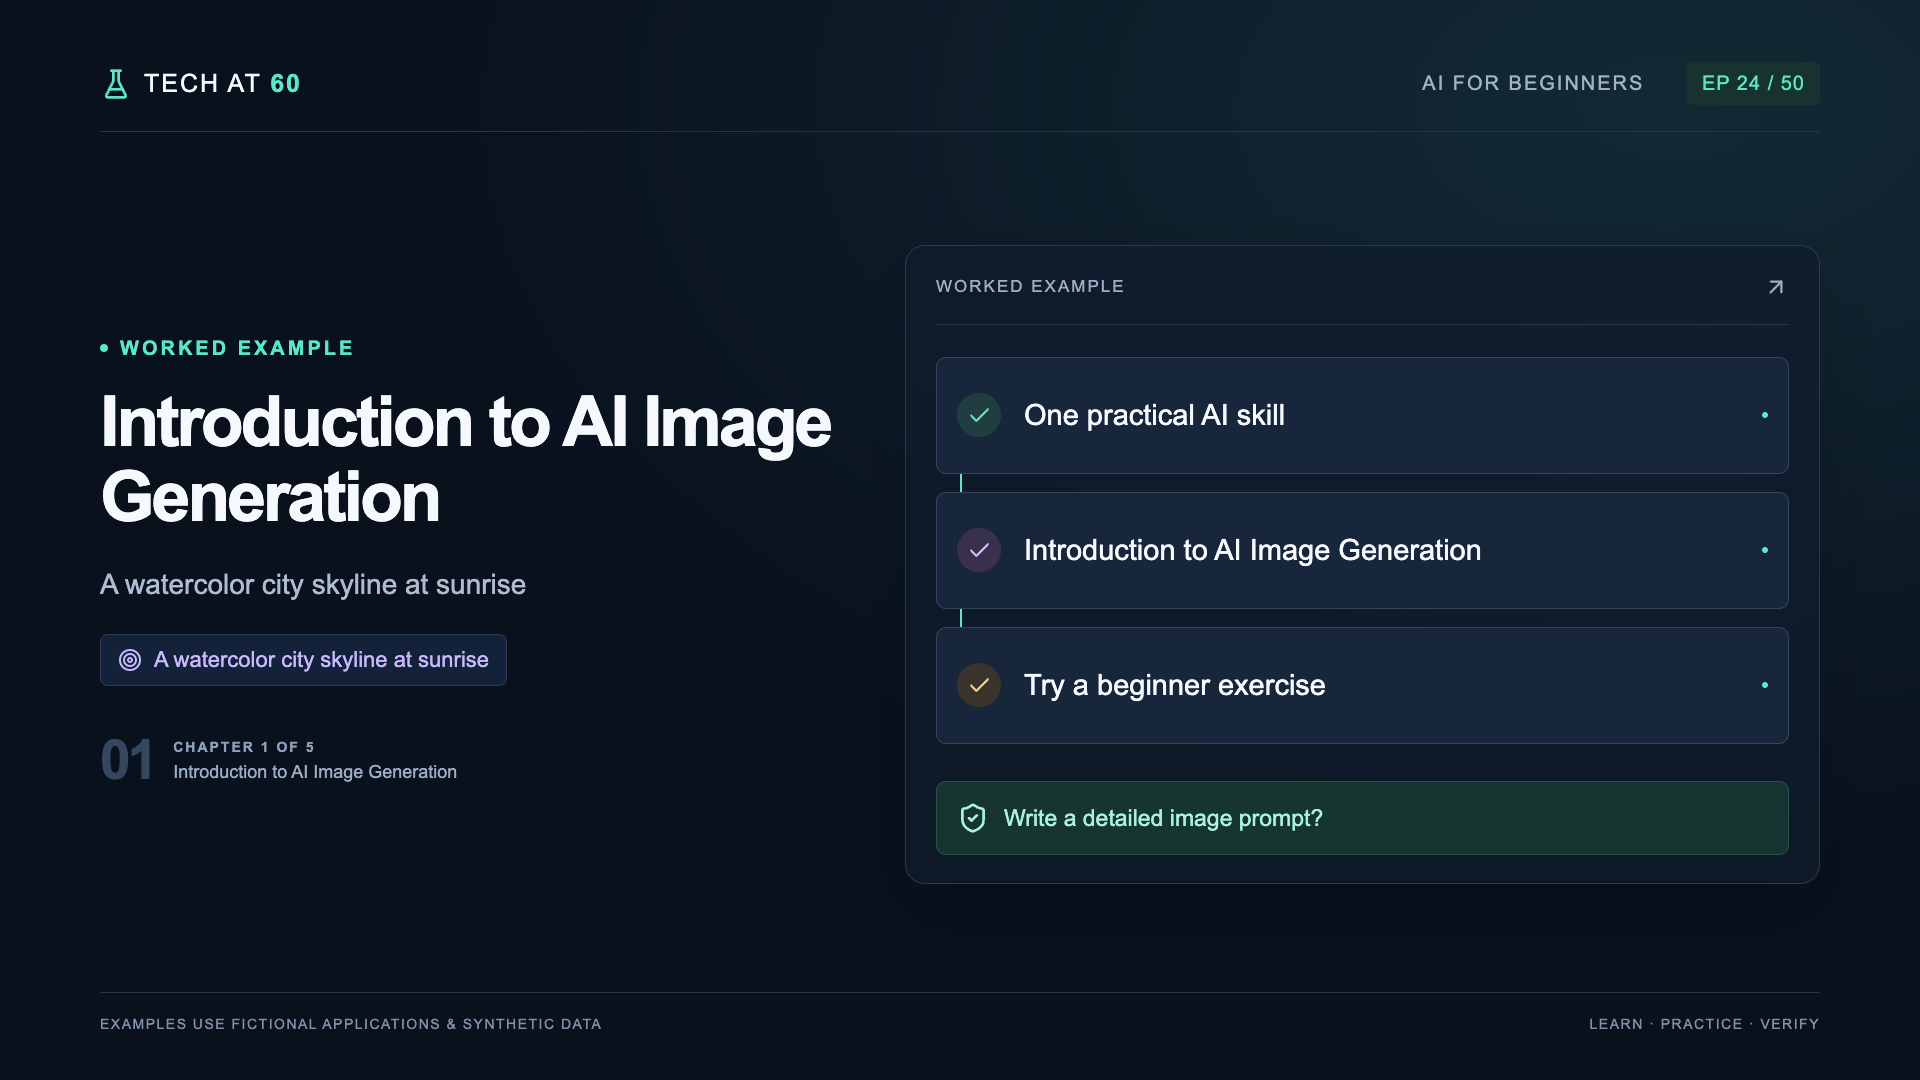 TECH AT 60
AI FOR BEGINNERS
EP 24 / 50
WORKED EXAMPLE
Introduction to AI Image
Generation
A watercolor city skyline at sunrise
A watercolor city skyline at sunrise
01
CHAPTER 1 OF 5
Introduction to AI Image Generation
WORKED EXAMPLE
One practical AI skill
Introduction to AI Image Generation
Try a beginner exercise
Write a detailed image prompt?
EXAMPLES USE FICTIONAL APPLICATIONS & SYNTHETIC DATA
LEARN · PRACTICE · VERIFY